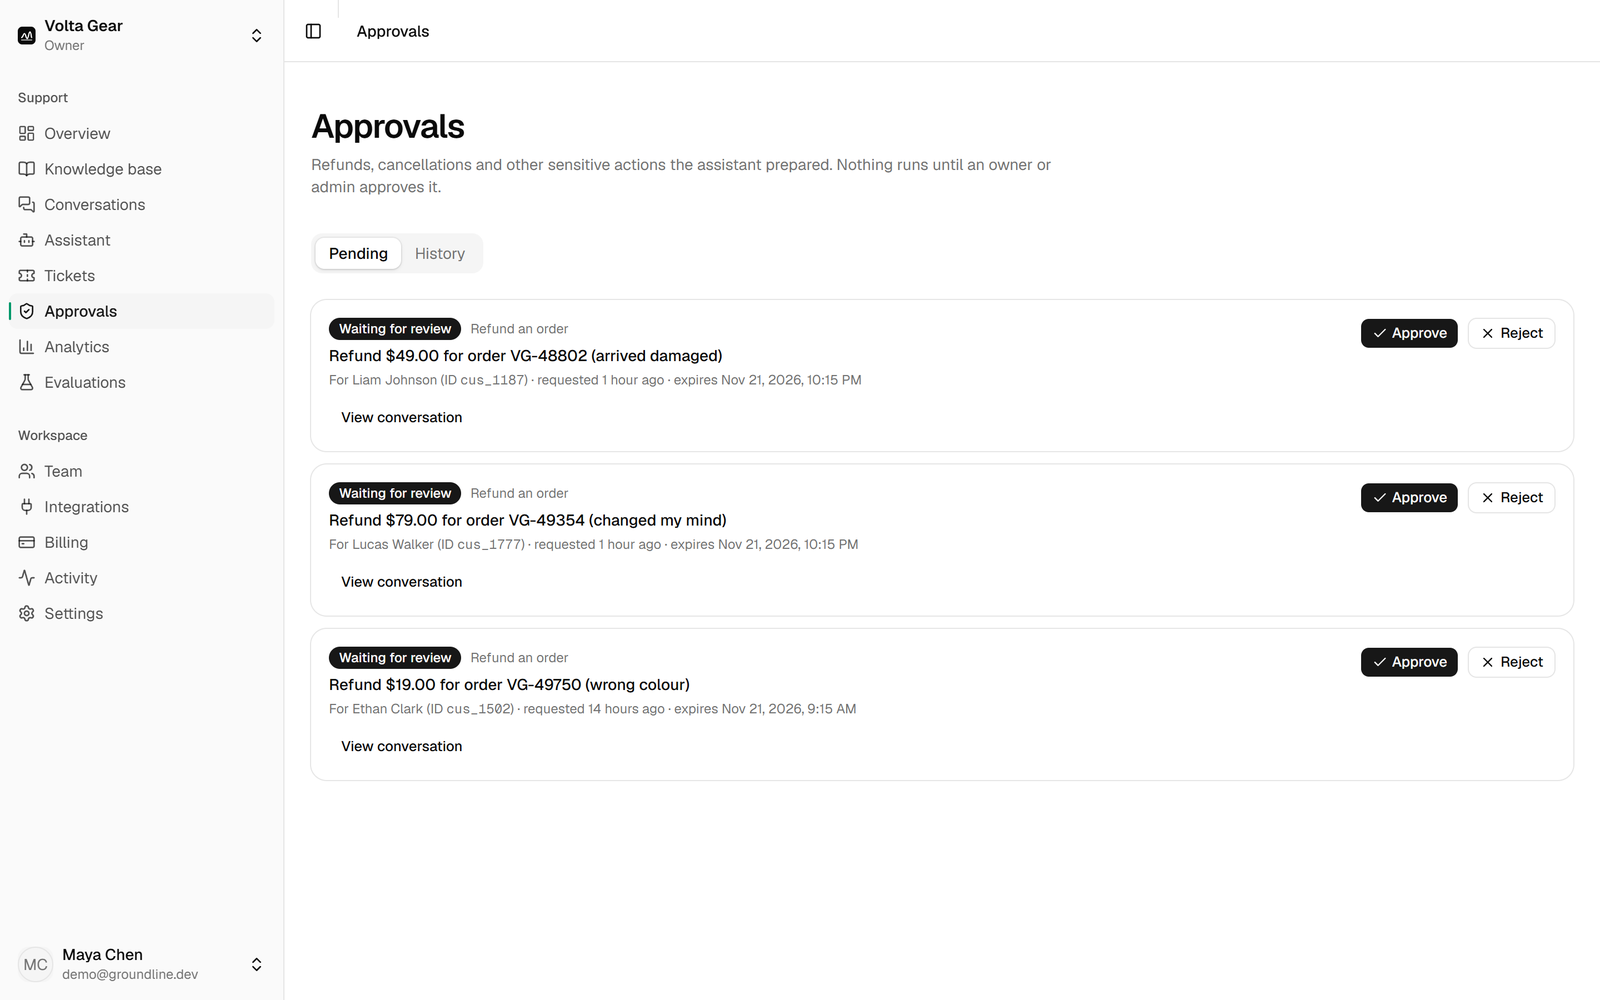 Volta Gear
Owner
Support
Overview
Knowledge base
Conversations
Assistant
Tickets
Approvals
Analytics
Evaluations
Workspace
Team
Integrations
Billing
Activity
Settings
MC
Maya Chen
demo@groundline.dev
Approvals
Approvals
Refunds, cancellations and other sensitive actions the assistant prepared. Nothing runs until an owner or
admin approves it.
Pending History
Waiting for review Refund an order
Refund $49.00 for order VG-48802 (arrived damaged)
For Liam Johnson (ID cus_1187) · requested 1 hour ago · expires Nov 21, 2026, 10:15 PM
View conversation
Approve Reject
Waiting for review Refund an order
Refund $79.00 for order VG-49354 (changed my mind)
For Lucas Walker (ID cus_1777) · requested 1 hour ago · expires Nov 21, 2026, 10:15 PM
View conversation
Approve Reject
Waiting for review Refund an order
Refund $19.00 for order VG-49750 (wrong colour)
For Ethan Clark (ID cus_1502) · requested 14 hours ago · expires Nov 21, 2026, 9:15 AM
View conversation
Approve Reject